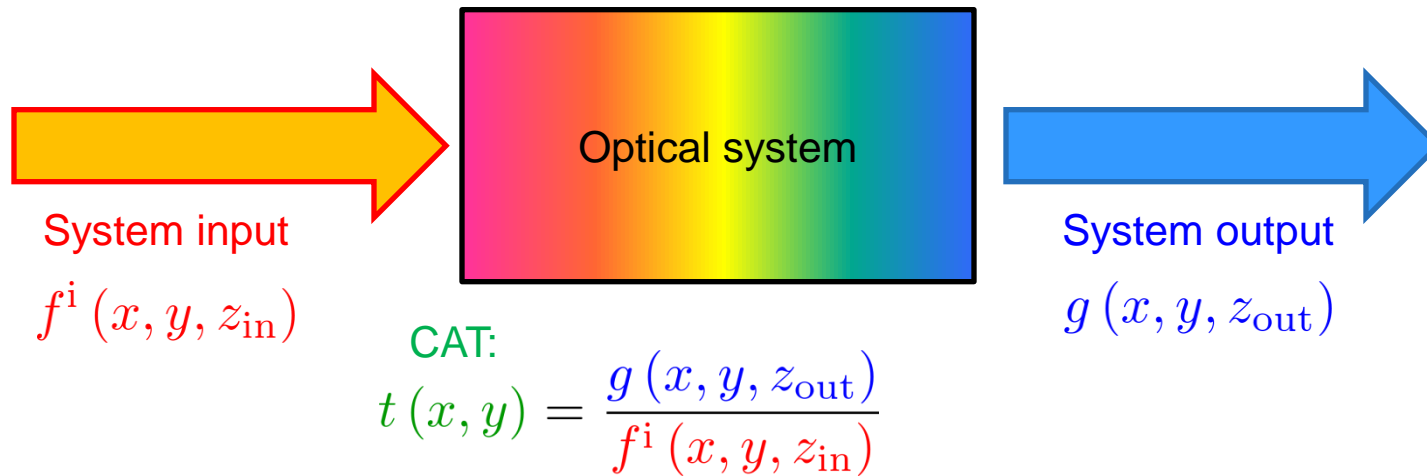 Optical system
System input
f^i (x, y, z_in)
System output
g (x, y, z_out)
CAT:
t (x, y) = g (x, y, z_out) / f^i (x, y, z_in)